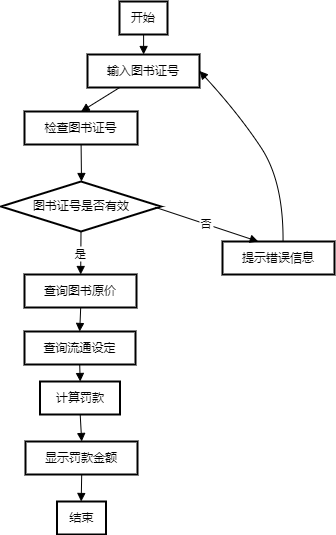 开始
输入图书证号
检查图书证号
图书证号是否有效
否
提示错误信息
是
查询图书原价
查询流通设定
计算罚款
显示罚款金额
结束